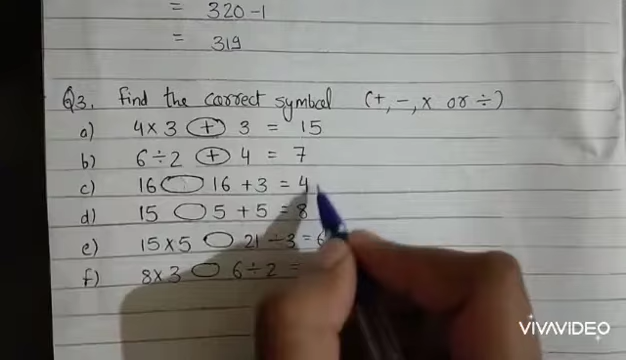 = 320 - 1
= 319
Q3. Find the correct symbol (+, -, x or ÷)
a) 4 x 3 + 3 = 15
b) 6 ÷ 2 + 4 = 7
c) 16 16 + 3 = 4
d) 15 5 + 5 = 8
e) 15 x 5 21 ÷ 3 =
f) 8 x 3 6 ÷ 2 =
VIVAVIDEO